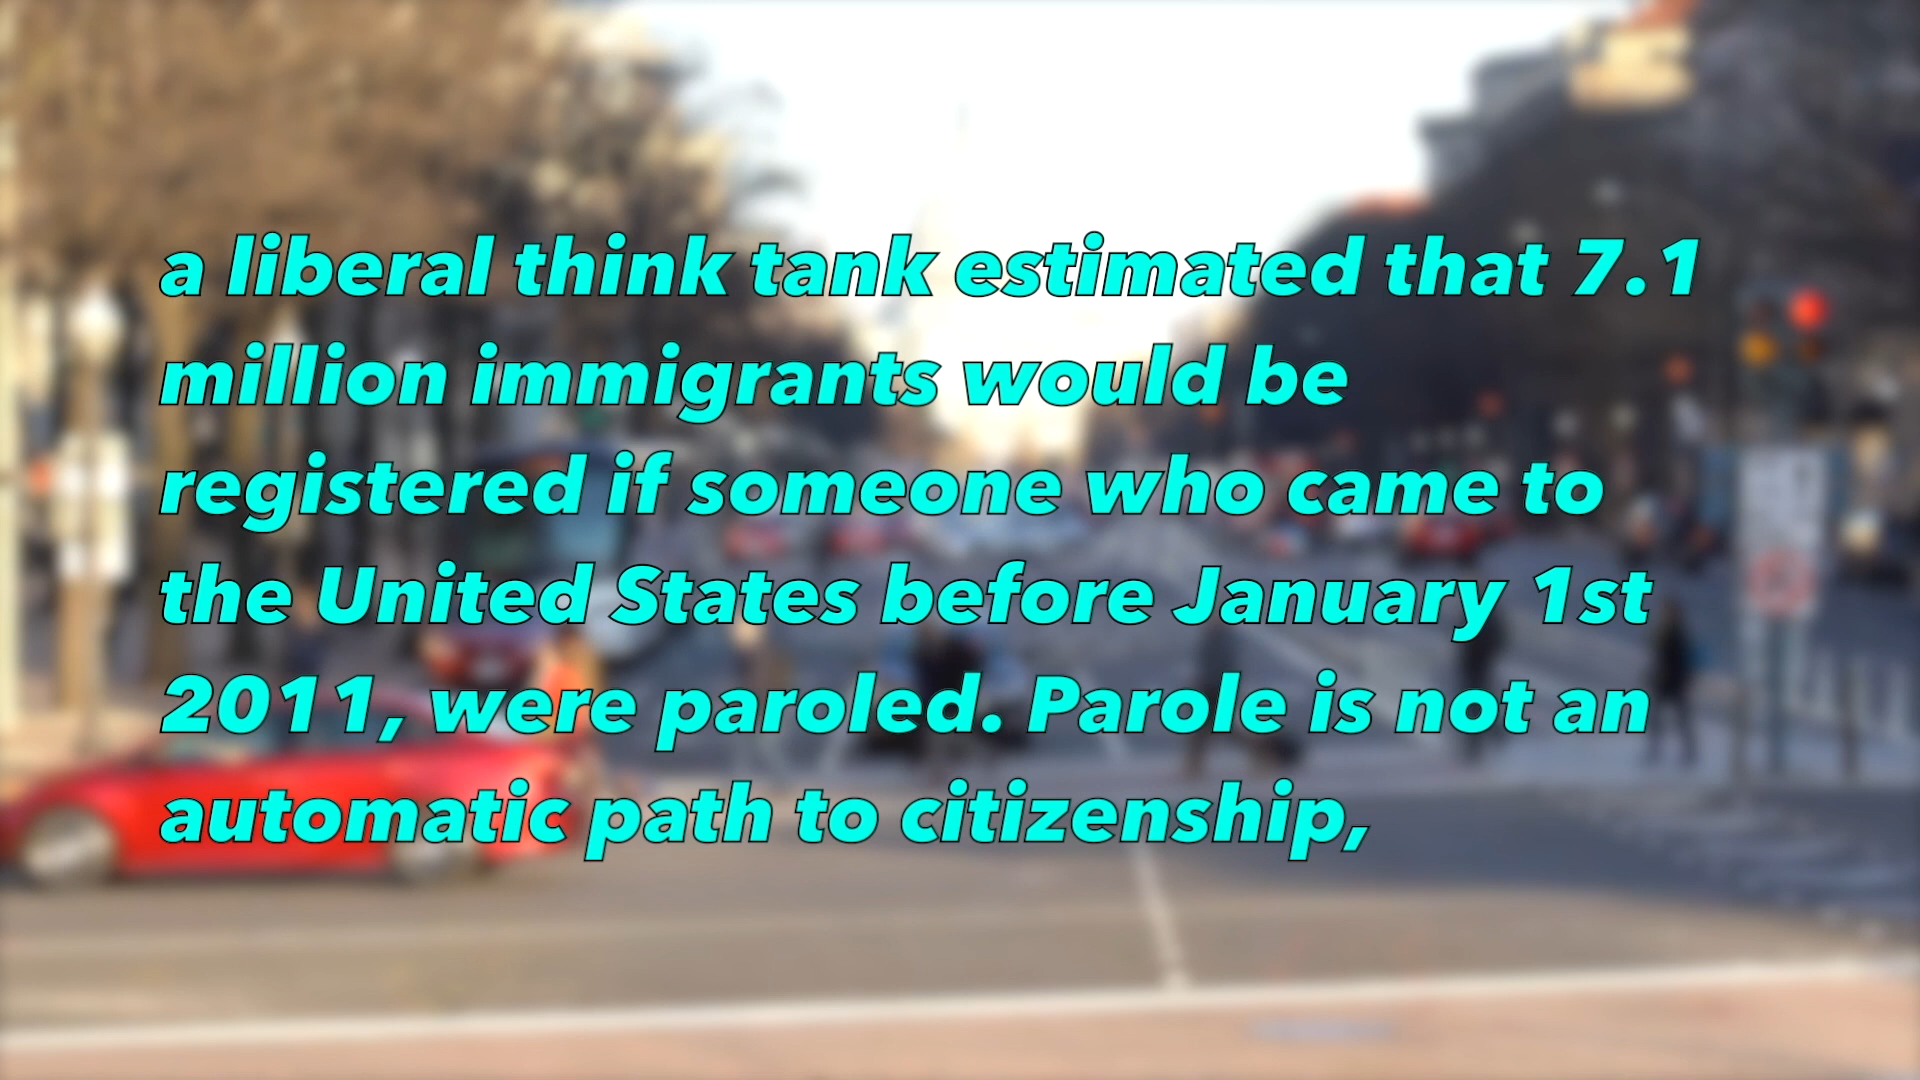 a liberal think tank estimated that 7.1
million immigrants would be
registered if someone who came to
the United States before January 1st
2011, were paroled. Parole is not an
automatic path to citizenship,